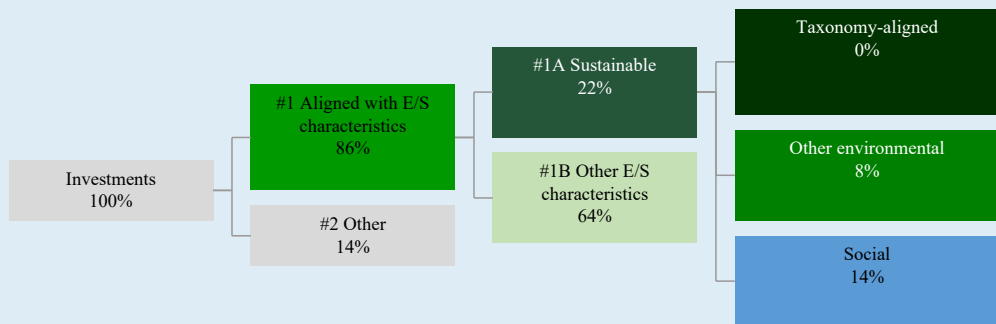 Investments
100%
#1 Aligned with E/S
characteristics
86%
#2 Other
14%
#1A Sustainable
22%
#1B Other E/S
characteristics
64%
Taxonomy-aligned
0%
Other environmental
8%
Social
14%